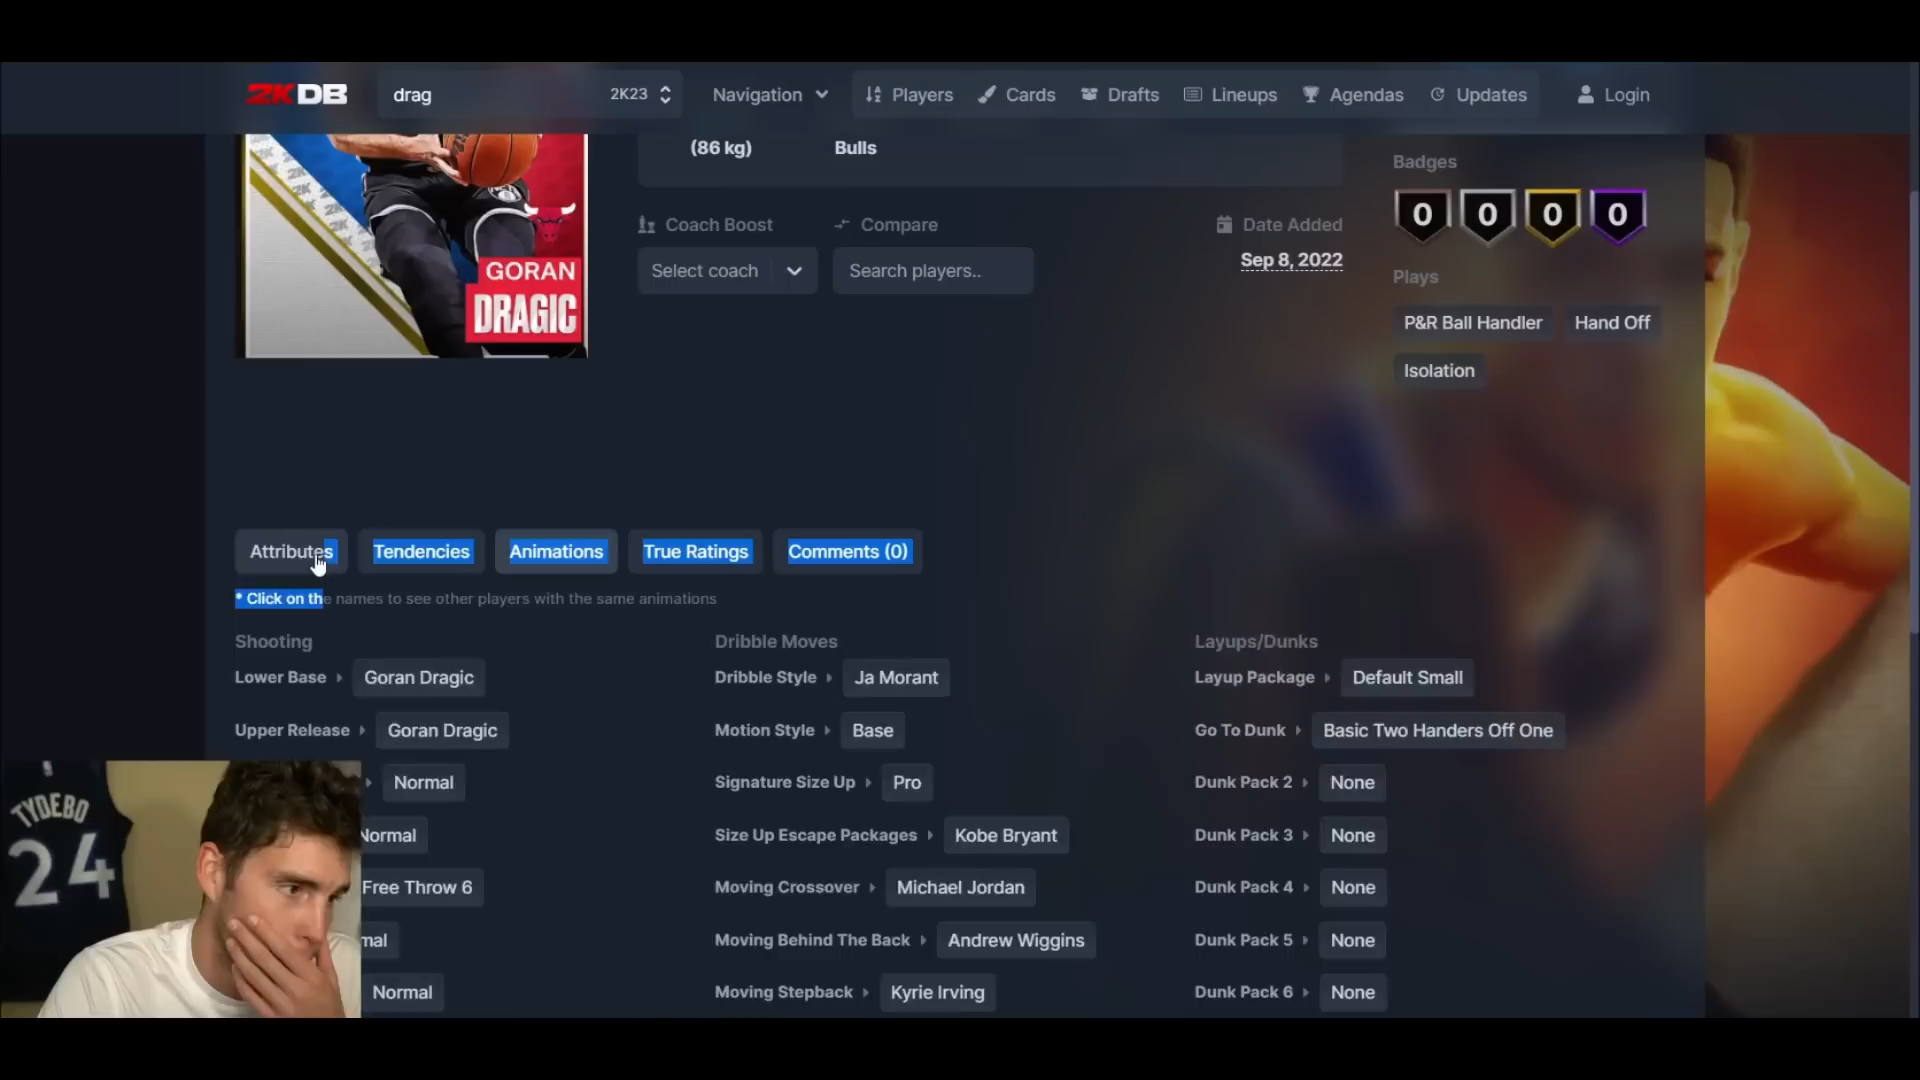 2KDB
drag
2K23
Navigation
Players
Cards
Drafts
Lineups
Agendas
Updates
Login
(86 kg)
Bulls
Badges
0 0 0 0
GORAN
DRAGIC
Coach Boost
Compare
Date Added
Select coach
Search players..
Sep 8, 2022
Plays
P&R Ball Handler
Hand Off
Isolation
Attributes
Tendencies
Animations
True Ratings
Comments (0)
* Click on the names to see other players with the same animations
Shooting
Lower Base Goran Dragic
Upper Release Goran Dragic
Normal
Normal
Free Throw 6
mal
Normal
Dribble Moves
Dribble Style Ja Morant
Motion Style Base
Signature Size Up Pro
Size Up Escape Packages Kobe Bryant
Moving Crossover Michael Jordan
Moving Behind The Back Andrew Wiggins
Moving Stepback Kyrie Irving
Layups/Dunks
Layup Package Default Small
Go To Dunk Basic Two Handers Off One
Dunk Pack 2 None
Dunk Pack 3 None
Dunk Pack 4 None
Dunk Pack 5 None
Dunk Pack 6 None
TYDEBO
24